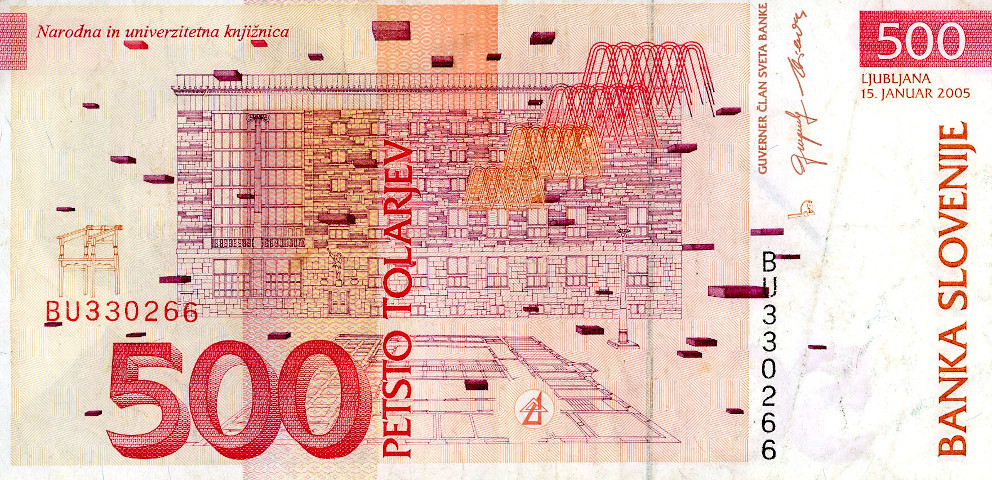 Narodna in univerzitetna knjižnica
BU330266
500
PETSTO TOLARJEV
GUVERNER ČLAN SVETA BANKE
BU330266
500
LJUBLJANA
15. JANUAR 2005
BANKA SLOVENIJE